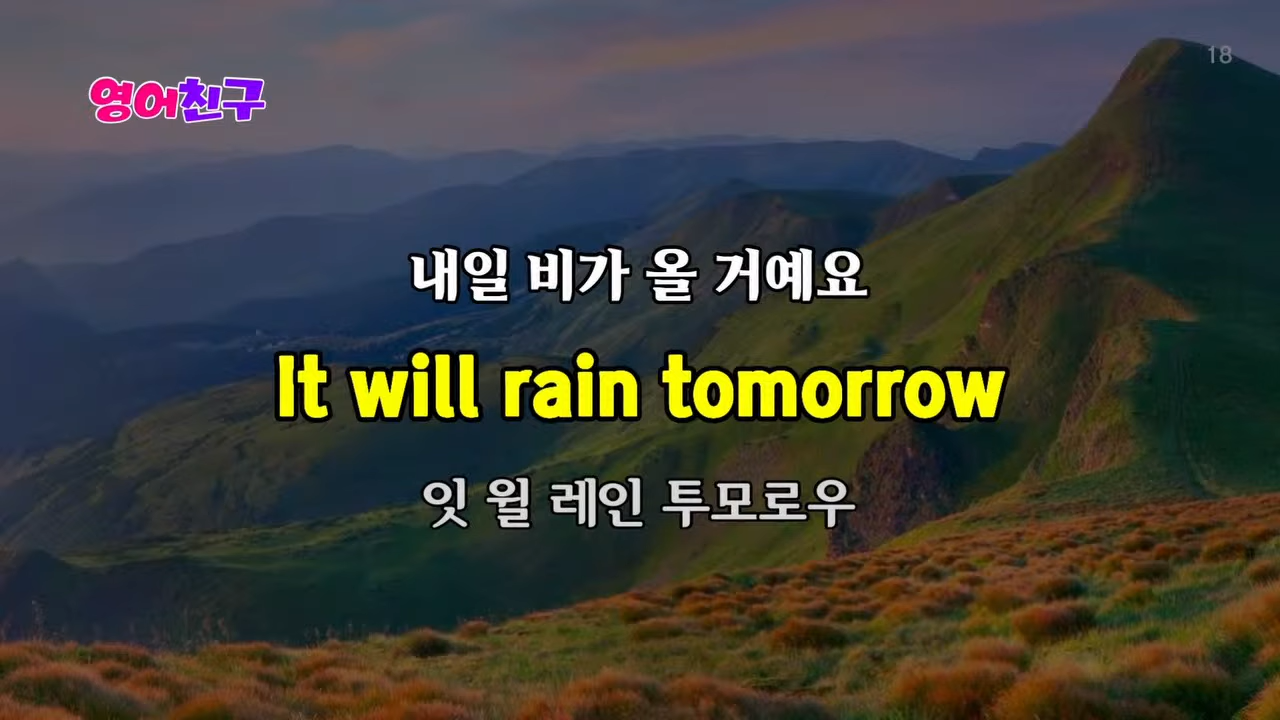 18
영어친구
내일 비가 올 거예요
It will rain tomorrow
잇 윌 레인 투모로우